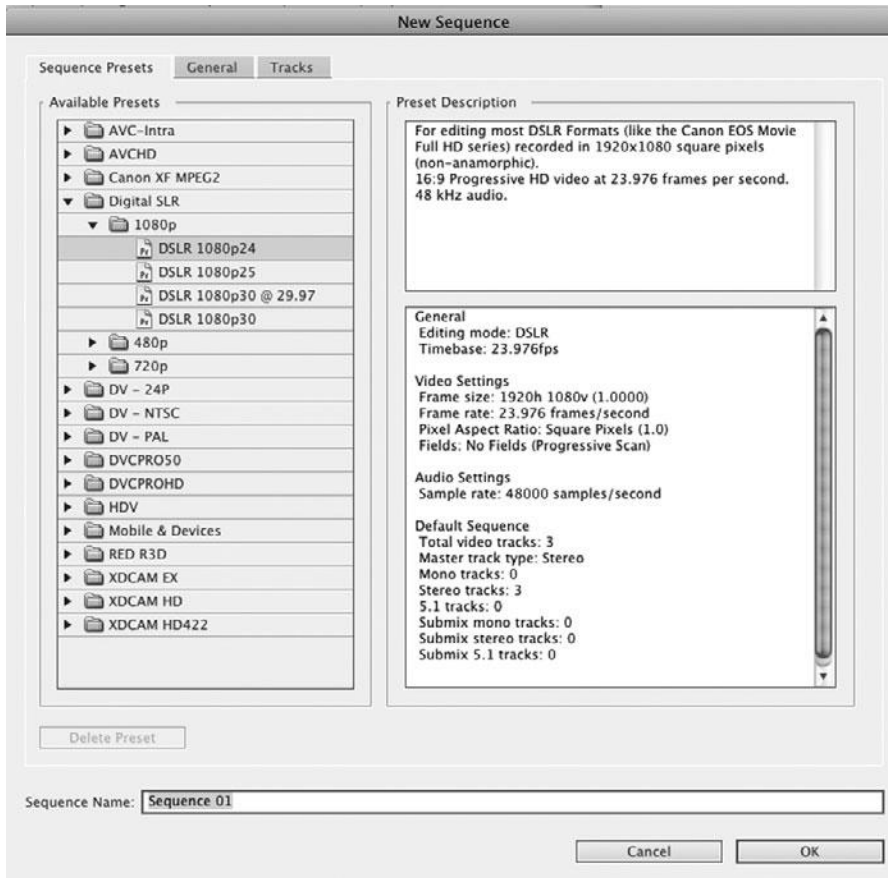 New Sequence
Sequence Presets
General
Tracks
Available Presets
AVC-Intra
AVCHD
Canon XF MPEG2
Digital SLR
1080p
DSLR 1080p24
DSLR 1080p25
DSLR 1080p30 @ 29.97
DSLR 1080p30
480p
720p
DV - 24P
DV - NTSC
DV - PAL
DVCPRO50
DVCPROHD
HDV
Mobile & Devices
RED R3D
XDCAM EX
XDCAM HD
XDCAM HD422
Delete Preset
Preset Description
For editing most DSLR Formats (like the Canon EOS Movie
Full HD series) recorded in 1920x1080 square pixels
(non-anamorphic).
16:9 Progressive HD video at 23.976 frames per second.
48 kHz audio.
General
Editing mode: DSLR
Timebase: 23.976fps
Video Settings
Frame size: 1920h 1080v (1.0000)
Frame rate: 23.976 frames/second
Pixel Aspect Ratio: Square Pixels (1.0)
Fields: No Fields (Progressive Scan)
Audio Settings
Sample rate: 48000 samples/second
Default Sequence
Total video tracks: 3
Master track type: Stereo
Mono tracks: 0
Stereo tracks: 3
5.1 tracks: 0
Submix mono tracks: 0
Submix stereo tracks: 0
Submix 5.1 tracks: 0
Sequence Name: Sequence 01
Cancel
OK